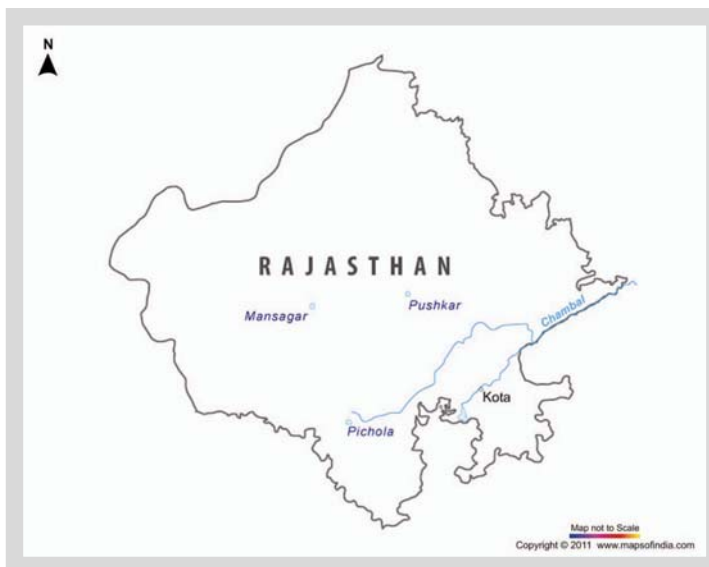 N
RAJASTHAN
Mansagar
Pushkar
Chambal
Kota
Pichola
Map not to Scale
Copyright © 2011 www.mapsofindia.com